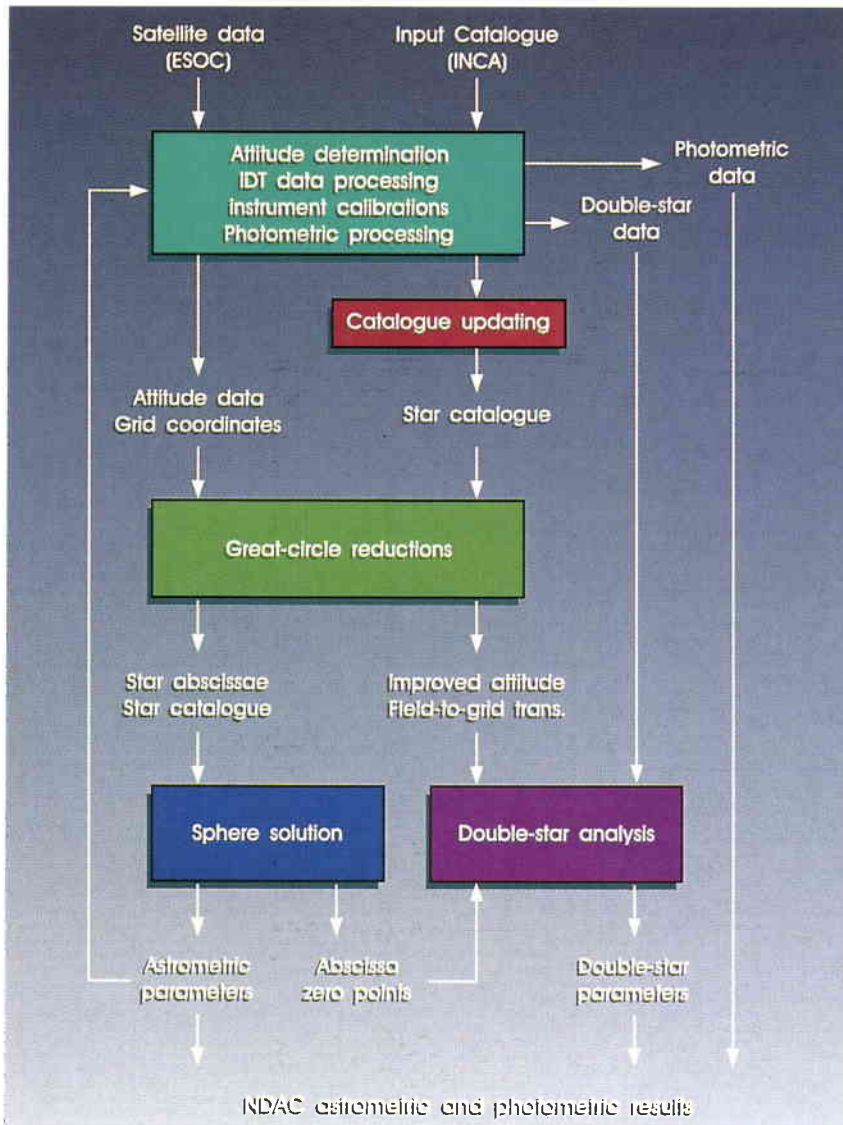 Satellite data
(ESOC)
Input Catalogue
(INCA)
Attitude determination
IDT data processing
instrument calibrations
Photometric processing
Photometric
data
Double-star
data
Catalogue updating
Attitude data
Grid coordinates
Star catalogue
Great-circle reductions
Star abscissae
Star catalogue
Improved attitude
Field-to-grid trans.
Sphere solution
Double-star analysis
Astrometric
parameters
Abscissa
zero points
Double-star
parameters
NDAC astrometric and photometric results